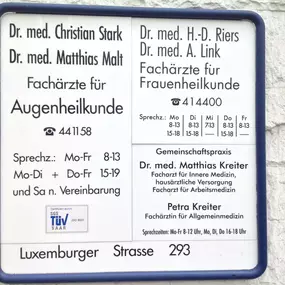 Dr. med. Christian Stark
Dr. med. Matthias Malt
Fachärzte für
Augenheilkunde
☎ 441158
Sprechz.: Mo-Fr 8-13
Mo-Di + Do-Fr 15-19
und Sa n. Vereinbarung
TÜV
SAAR
Dr. med. H.-D. Riers
Dr. med. A. Link
Fachärzte für
Frauenheilkunde
☎ 414400
Sprechz.: Mo Di Mi Do Fr
8-13 8-13 7-13 8-13 8-13
15-18 15-18 — 15-18 —
Gemeinschaftspraxis
Dr. med. Matthias Kreiter
Facharzt für Innere Medizin,
hausärztliche Versorgung
Facharzt für Arbeitsmedizin
Petra Kreiter
Fachärztin für Allgemeinmedizin
Sprechzeiten: Mo-Fr 8-12 Uhr, Mo, Di, Do 16-18 Uhr
Luxemburger Strasse 293